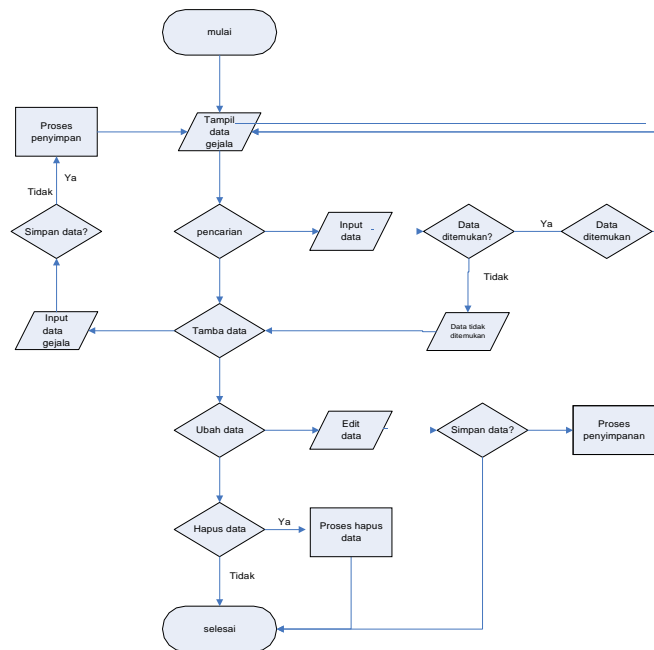 mulai
Tampil
data
gejala
Proses
penyimpan
Ya
Tidak
Simpan data?
pencarian
Input
data
Data
ditemukan?
Ya
Data
ditemukan
Tidak
Input
data
gejala
Tamba data
Data tidak
ditemukan
Ubah data
Edit
data
Simpan data?
Proses
penyimpanan
Hapus data
Ya
Proses hapus
data
Tidak
selesai